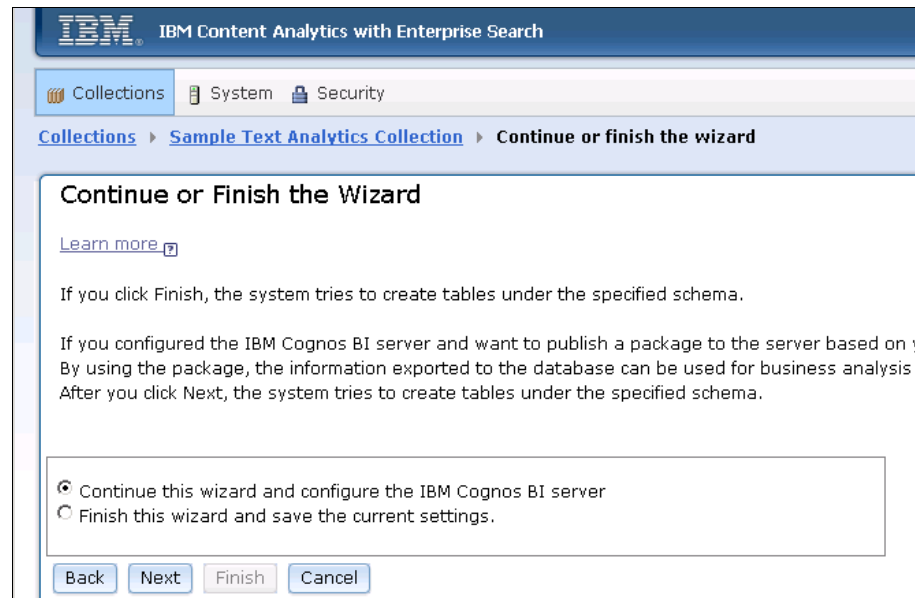 IBM® IBM Content Analytics with Enterprise Search
Collections System Security
Collections Sample Text Analytics Collection Continue or finish the wizard
Continue or Finish the Wizard
Learn more ?
If you click Finish, the system tries to create tables under the specified schema.
If you configured the IBM Cognos BI server and want to publish a package to the server based on
By using the package, the information exported to the database can be used for business analysis
After you click Next, the system tries to create tables under the specified schema.
Continue this wizard and configure the IBM Cognos BI server
Finish this wizard and save the current settings.
Back Next Finish Cancel